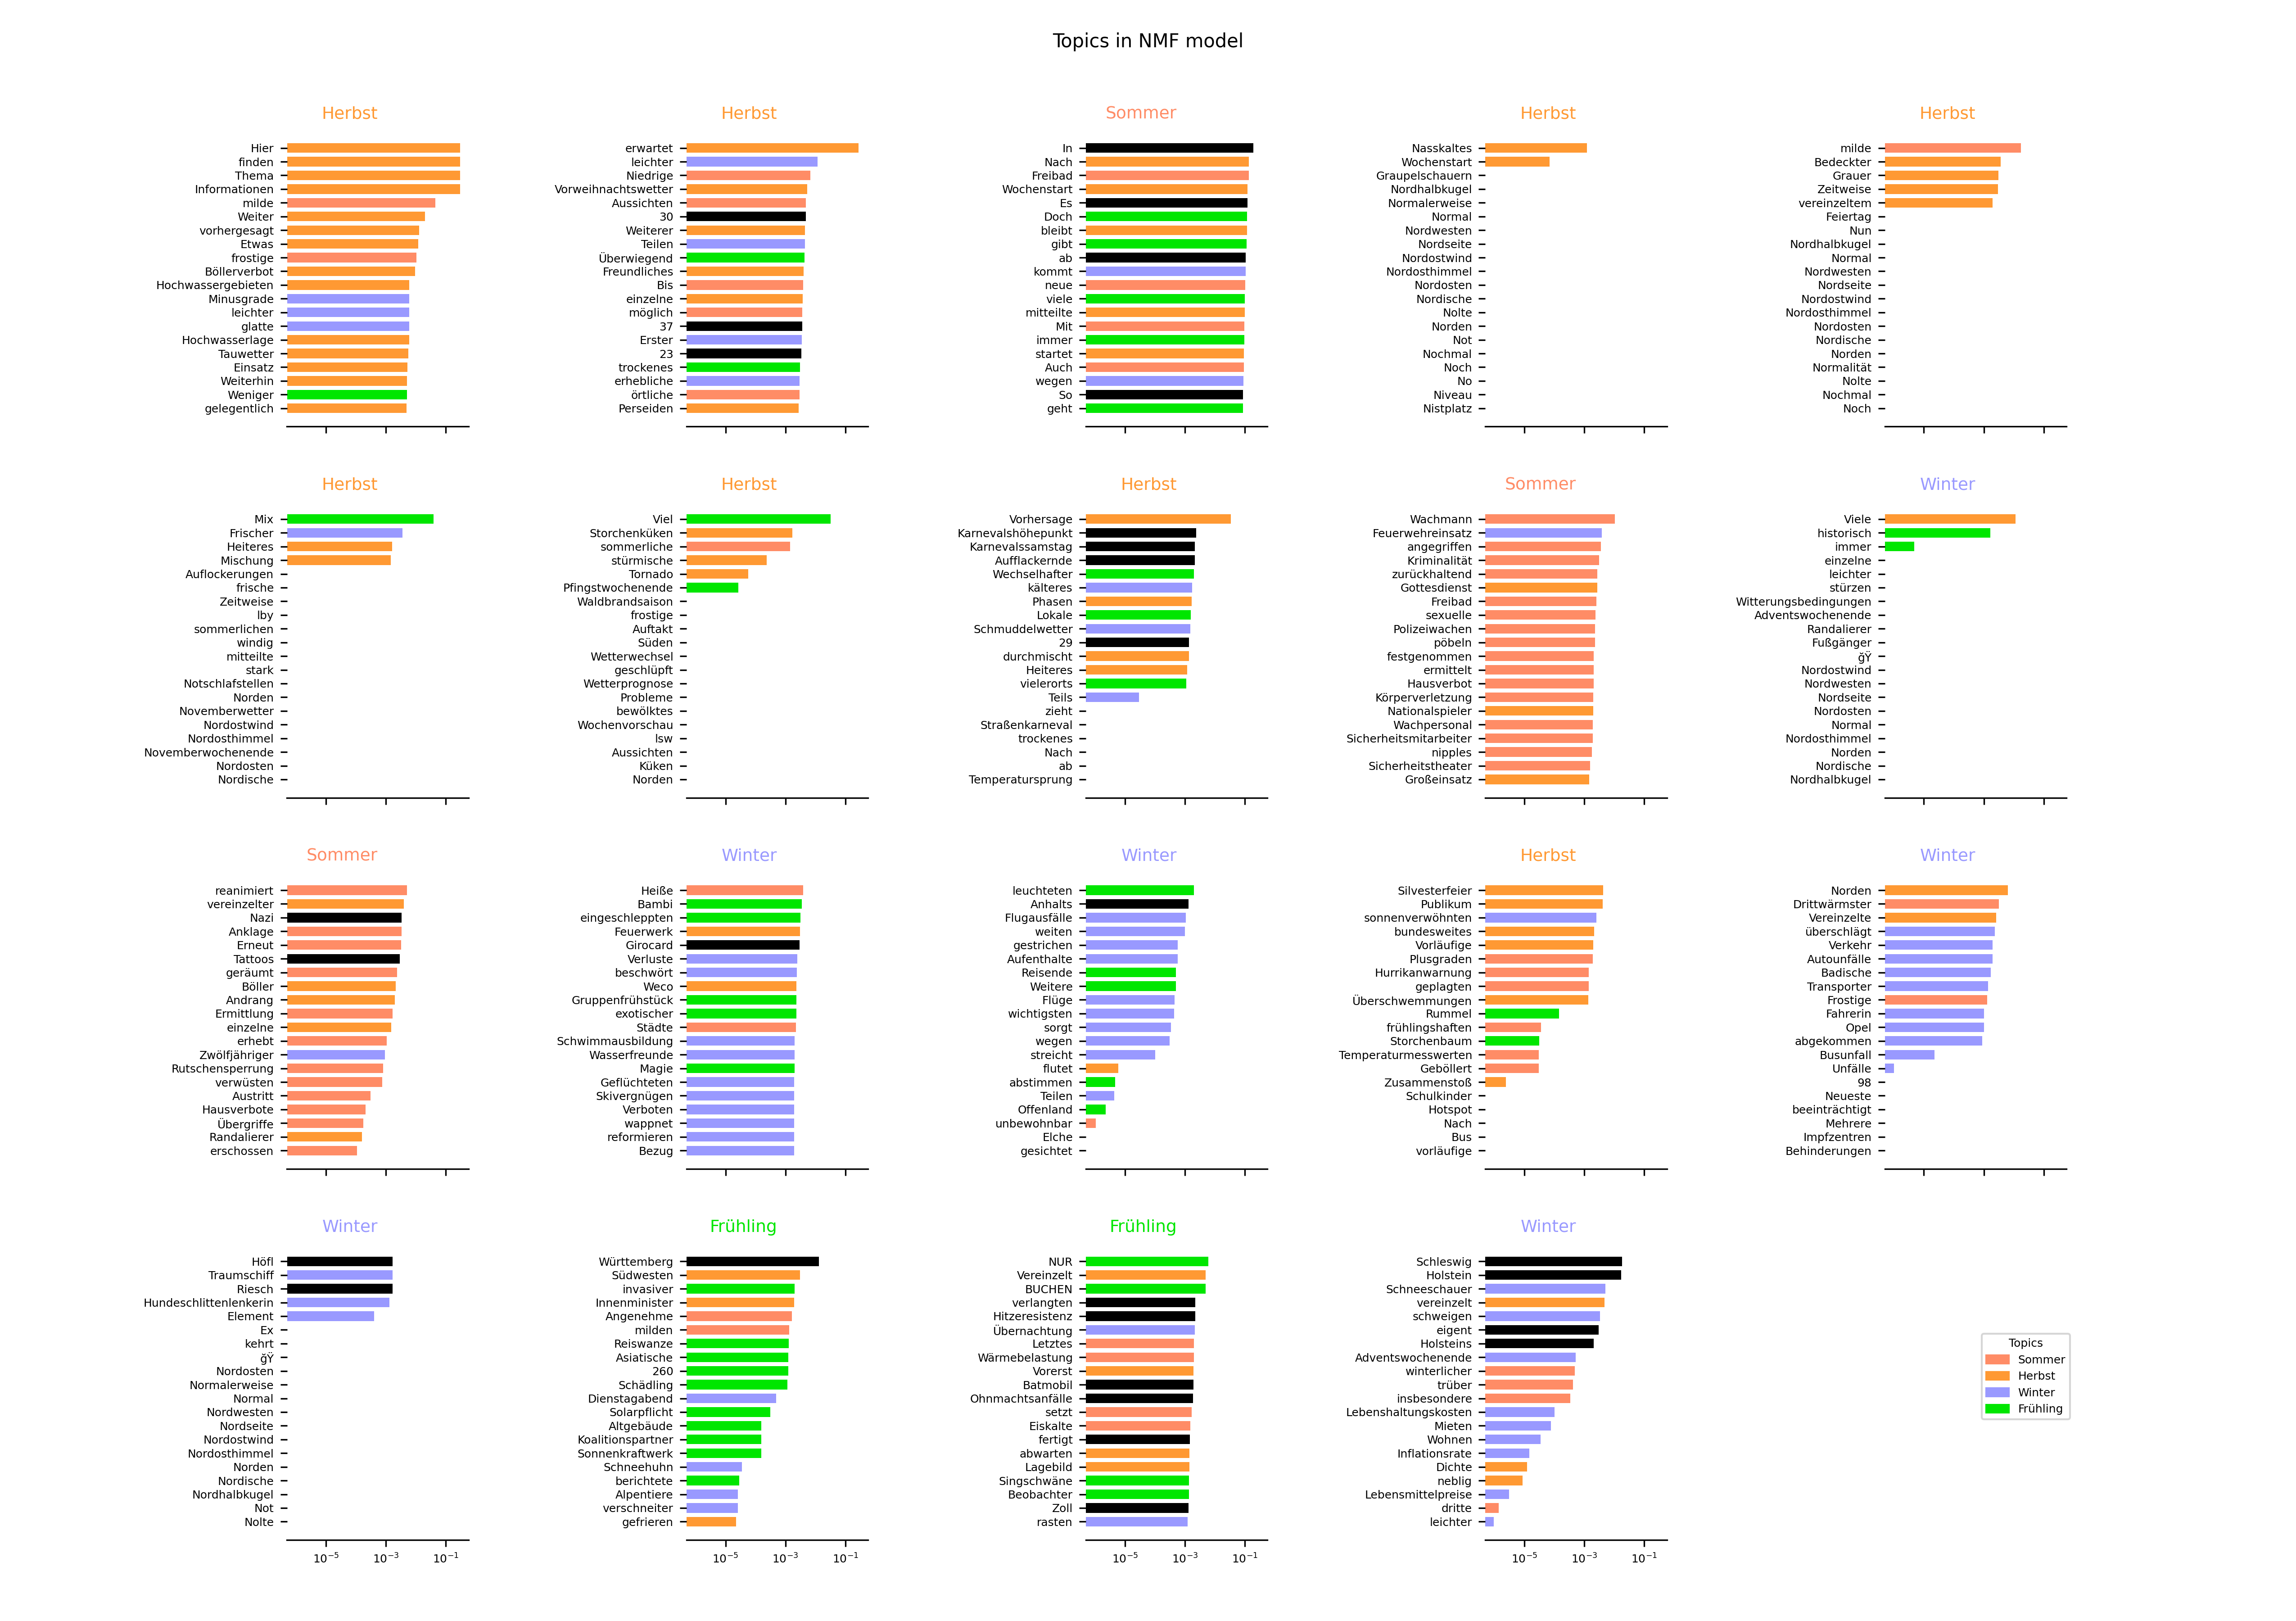 Topics in NMF model
Herbst
Hier
finden
Thema
Informationen
milde
Weiter
vorhergesagt
Etwas
frostige
Böllerverbot
Hochwassergebieten
Minusgrade
leichter
glatte
Hochwasserlage
Tauwetter
Einsatz
Weiterhin
Weniger
gelegentlich
Herbst
erwartet
leichter
Niedrige
Vorweihnachtswetter
Aussichten
30
Weiterer
Teilen
Überwiegend
Freundliches
Bis
einzelne
möglich
37
Erster
23
trockenes
erhebliche
örtliche
Perseiden
Sommer
In
Nach
Freibad
Wochenstart
Es
Doch
bleibt
gibt
ab
kommt
neue
viele
mitteilte
Mit
immer
startet
Auch
wegen
So
geht
Herbst
Nasskaltes
Wochenstart
Graupelschauern
Nordhalbkugel
Normalerweise
Normal
Nordwesten
Nordseite
Nordostwind
Nordosthimmel
Nordosten
Nordische
Nolte
Norden
Not
Nochmal
Noch
No
Niveau
Nistplatz
Herbst
milde
Bedeckter
Grauer
Zeitweise
vereinzeltem
Feiertag
Nun
Nordhalbkugel
Normal
Nordwesten
Nordseite
Nordostwind
Nordosthimmel
Nordosten
Nordische
Norden
Normalität
Nolte
Nochmal
Noch
Herbst
Mix
Frischer
Heiteres
Mischung
Auflockerungen
frische
Zeitweise
lby
sommerlichen
windig
mitteilte
stark
Notschlafstellen
Norden
Novemberwetter
Nordostwind
Nordosthimmel
Novemberwochenende
Nordosten
Nordische
Herbst
Viel
Storchenküken
sommerliche
stürmische
Tornado
Pfingstwochenende
Waldbrandsaison
frostige
Auftakt
Süden
Wetterwechsel
geschlüpft
Wetterprognose
Probleme
bewölktes
Wochenvorschau
lsw
Aussichten
Küken
Norden
Herbst
Vorhersage
Karnevalshöhepunkt
Karnevalssamstag
Aufflackernde
Wechselhafter
kälteres
Phasen
Lokale
Schmuddelwetter
29
durchmischt
Heiteres
vielerorts
Teils
zieht
Straßenkarneval
trockenes
Nach
ab
Temperatursprung
Sommer
Wachmann
Feuerwehreinsatz
angegriffen
Kriminalität
zurückhaltend
Gottesdienst
Freibad
sexuelle
Polizeiwachen
pöbeln
festgenommen
ermittelt
Hausverbot
Körperverletzung
Nationalspieler
Wachpersonal
Sicherheitsmitarbeiter
nipples
Sicherheitstheater
Großeinsatz
Winter
Viele
historisch
immer
einzelne
leichter
stürzen
Witterungsbedingungen
Adventswochenende
Randalierer
Fußgänger
ğŸ
Nordostwind
Nordwesten
Nordseite
Nordosten
Normal
Nordosthimmel
Norden
Nordische
Nordhalbkugel
Sommer
reanimiert
vereinzelter
Nazi
Anklage
Erneut
Tattoos
geräumt
Böller
Andrang
Ermittlung
einzelne
erhebt
Zwölfjähriger
Rutschensperrung
verwüsten
Austritt
Hausverbote
Übergriffe
Randalierer
erschossen
Winter
Heiße
Bambi
eingeschleppten
Feuerwerk
Girocard
Verluste
beschwört
Weco
Gruppenfrühstück
exotischer
Städte
Schwimmausbildung
Wasserfreunde
Magie
Geflüchteten
Skivergnügen
Verboten
wappnet
reformieren
Bezug
Winter
leuchteten
Anhalts
Flugausfälle
weiten
gestrichen
Aufenthalte
Reisende
Weitere
Flüge
wichtigsten
sorgt
wegen
streicht
flutet
abstimmen
Teilen
Offenland
unbewohnbar
Elche
gesichtet
Herbst
Silvesterfeier
Publikum
sonnenverwöhnten
bundesweites
Vorläufige
Plusgraden
Hurrikanwarnung
geplagten
Überschwemmungen
Rummel
frühlingshaften
Storchenbaum
Temperaturmesswerten
Geböllert
Zusammenstoß
Schulkinder
Hotspot
Nach
Bus
vorläufige
Winter
Norden
Drittwärmster
Vereinzelte
überschlägt
Verkehr
Autounfälle
Badische
Transporter
Frostige
Fahrerin
Opel
abgekommen
Busunfall
Unfälle
98
Neueste
beeinträchtigt
Mehrere
Impfzentren
Behinderungen
Winter
Höfl
Traumschiff
Riesch
Hundeschlittenlenkerin
Element
Ex
kehrt
ğŸ
Nordosten
Normalerweise
Normal
Nordwesten
Nordseite
Nordostwind
Nordosthimmel
Norden
Nordische
Nordhalbkugel
Not
Nolte
10⁻⁵ 10⁻³ 10⁻¹
Frühling
Württemberg
Südwesten
invasiver
Innenminister
Angenehme
milden
Reiswanze
Asiatische
260
Schädling
Dienstagabend
Solarpflicht
Altgebäude
Koalitionspartner
Sonnenkraftwerk
Schneehuhn
berichtete
Alpentiere
verschneiter
gefrieren
10⁻⁵ 10⁻³ 10⁻¹
Frühling
NUR
Vereinzelt
BUCHEN
verlangten
Hitzeresistenz
Übernachtung
Letztes
Wärmebelastung
Vorerst
Batmobil
Ohnmachtsanfälle
setzt
Eiskalte
fertigt
abwarten
Lagebild
Singschwäne
Beobachter
Zoll
rasten
10⁻⁵ 10⁻³ 10⁻¹
Winter
Schleswig
Holstein
Schneeschauer
vereinzelt
schweigen
eigent
Holsteins
Adventswochenende
winterlicher
trüber
insbesondere
Lebenshaltungskosten
Mieten
Wohnen
Inflationsrate
Dichte
neblig
Lebensmittelpreise
dritte
leichter
10⁻⁵ 10⁻³ 10⁻¹
Topics
Sommer
Herbst
Winter
Frühling